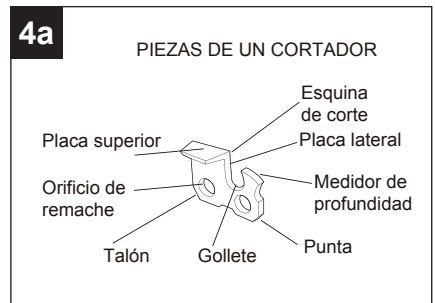 4a
PIEZAS DE UN CORTADOR
Esquina
de corte
Placa superior
Placa lateral
Orificio de
remache
Medidor de
profundidad
Talón
Gollete
Punta